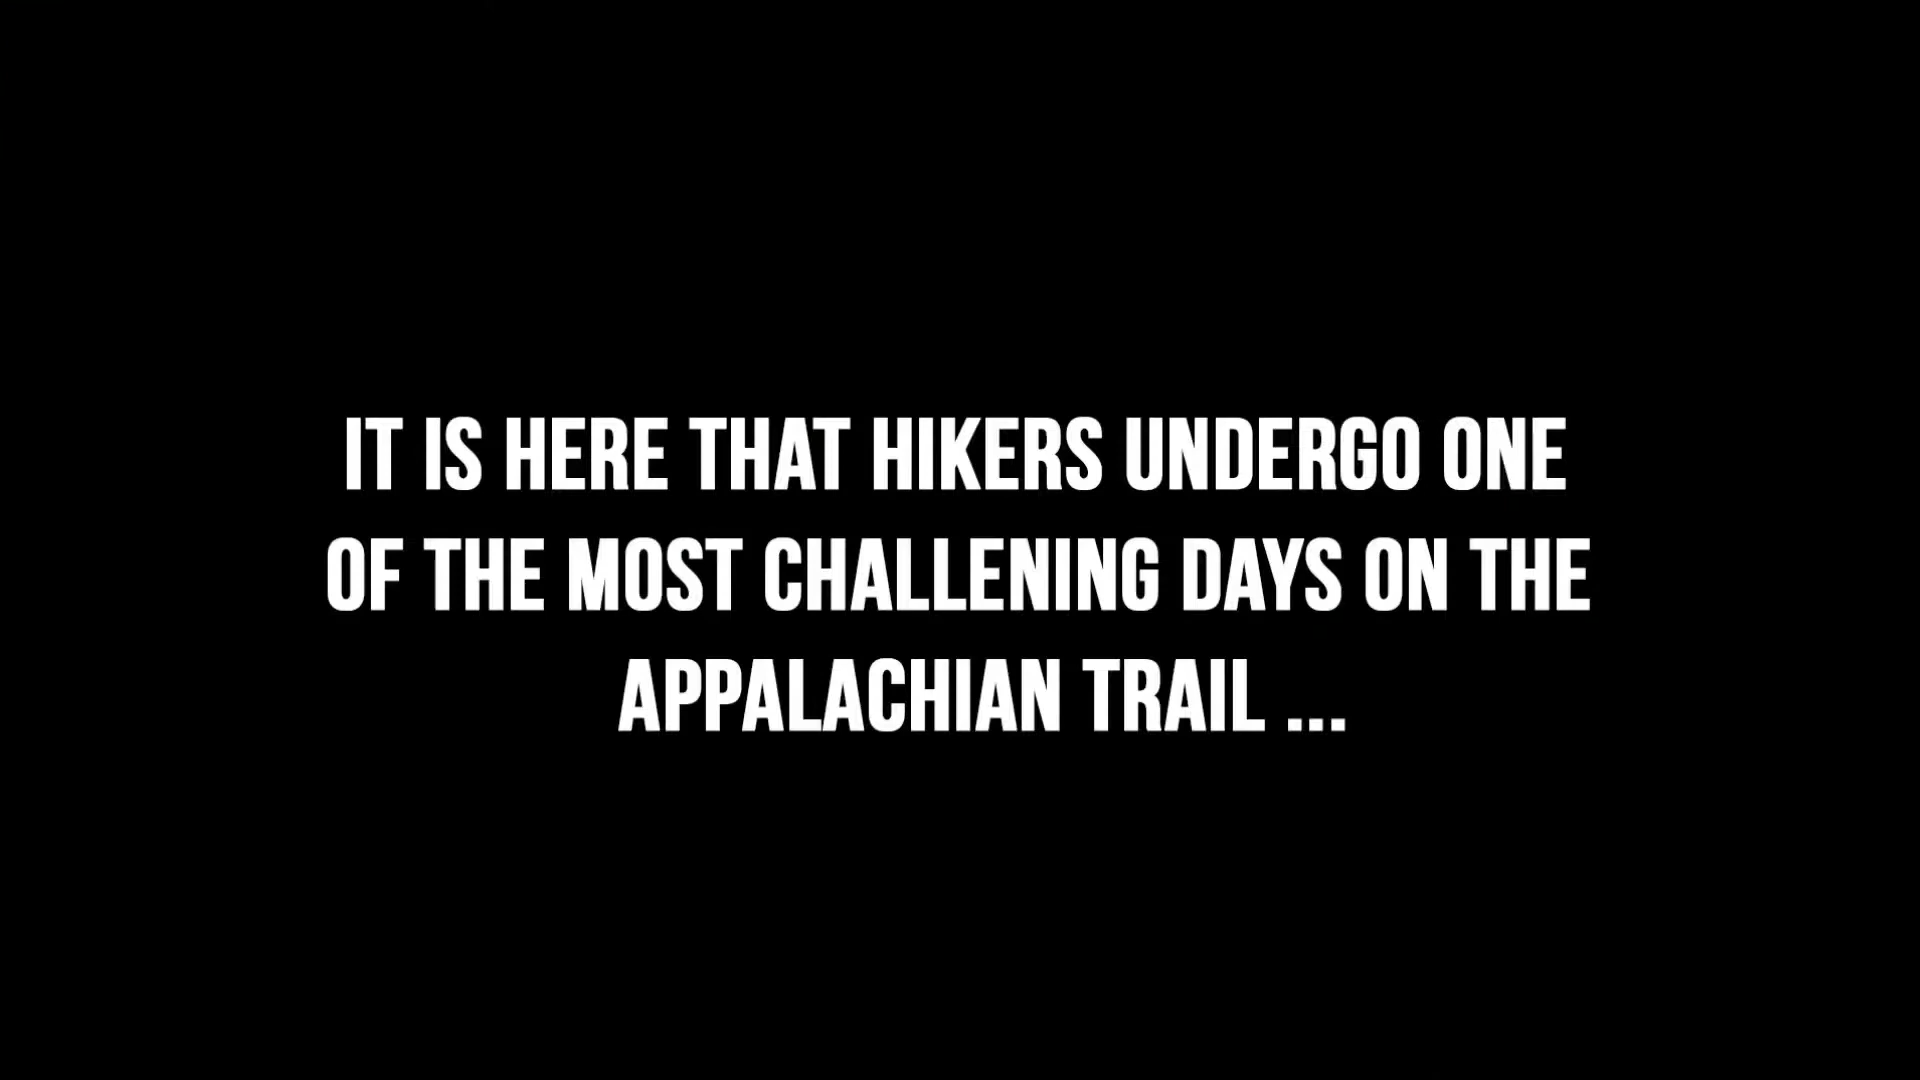 IT IS HERE THAT HIKERS UNDERGO ONE
OF THE MOST CHALLENING DAYS ON THE
APPALACHIAN TRAIL ...